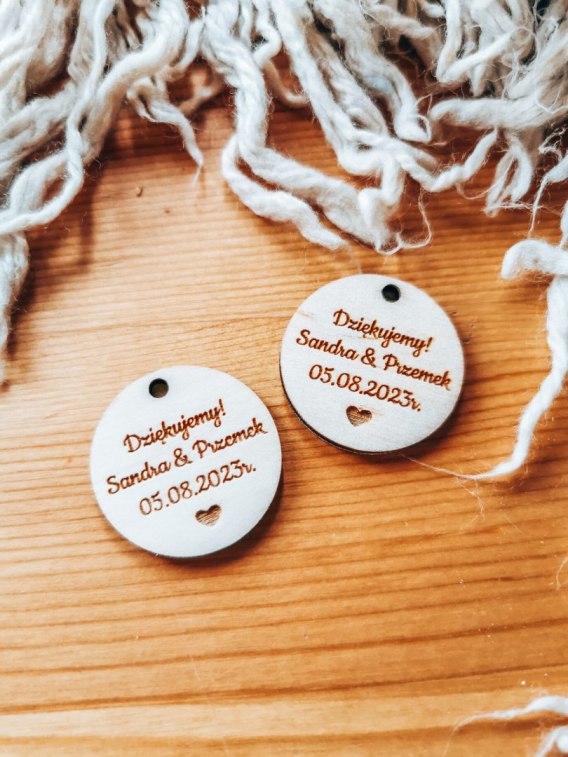 Dziękujemy!
Sandra & Przemek
05.08.2023r.
Dziękujemy!
Sandra & Przemek
05.08.2023r.